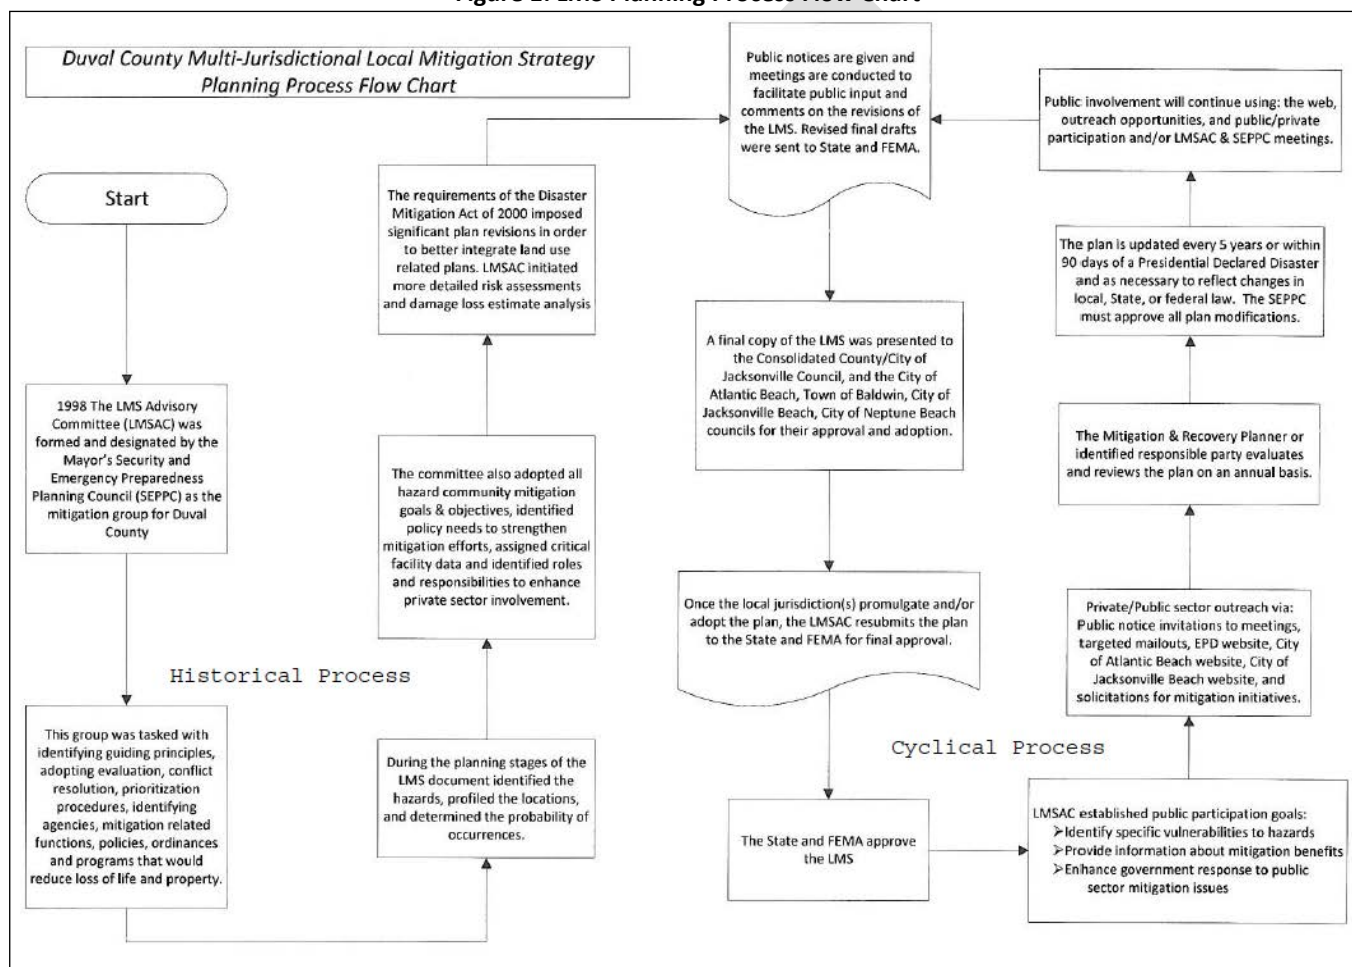 Duval County Multi-Jurisdictional Local Mitigation Strategy
Planning Process Flow Chart
Start
1998 The LMS Advisory
Committee (LMSAC) was
formed and designated by the
Mayor's Security and
Emergency Preparedness
Planning Council (SEPPC) as the
mitigation group for Duval
County
Historical Process
This group was tasked with
identifying guiding principles,
adopting evaluation, conflict
resolution, prioritization
procedures, identifying
agencies, mitigation related
functions, policies, ordinances
and programs that would
reduce loss of life and property.
During the planning stages of the
LMS document identified the
hazards, profiled the locations,
and determined the probability of
occurrences.
The committee also adopted all
hazard community mitigation
goals & objectives, identified
policy needs to strengthen
mitigation efforts, assigned critical
facility data and identified roles
and responsibilities to enhance
private sector involvement.
The requirements of the Disaster
Mitigation Act of 2000 imposed
significant plan revisions in order
to better integrate land use
related plans. LMSAC initiated
more detailed risk assessments
and damage loss estimate analysis
Public notices are given and
meetings are conducted to
facilitate public input and
comments on the revisions of
the LMS. Revised final drafts
were sent to State and FEMA.
A final copy of the LMS was presented to
the Consolidated County/City of
Jacksonville Council, and the City of
Atlantic Beach, Town of Baldwin, City of
Jacksonville Beach, City of Neptune Beach
councils for their approval and adoption.
Once the local jurisdiction(s) promulgate and/or
adopt the plan, the LMSAC resubmits the plan
to the State and FEMA for final approval.
Cyclical Process
The State and FEMA approve
the LMS
LMSAC established public participation goals:
➢Identify specific vulnerabilities to hazards
➢Provide information about mitigation benefits
➢Enhance government response to public
sector mitigation issues
Private/Public sector outreach via:
Public notice invitations to meetings,
targeted mailouts, EPD website, City
of Atlantic Beach website, City of
Jacksonville Beach website, and
solicitations for mitigation initiatives.
The Mitigation & Recovery Planner or
identified responsible party evaluates
and reviews the plan on an annual basis.
The plan is updated every 5 years or within
90 days of a Presidential Declared Disaster
and as necessary to reflect changes in
local, State, or federal law. The SEPPC
must approve all plan modifications.
Public involvement will continue using: the web,
outreach opportunities, and public/private
participation and/or LMSAC & SEPPC meetings.